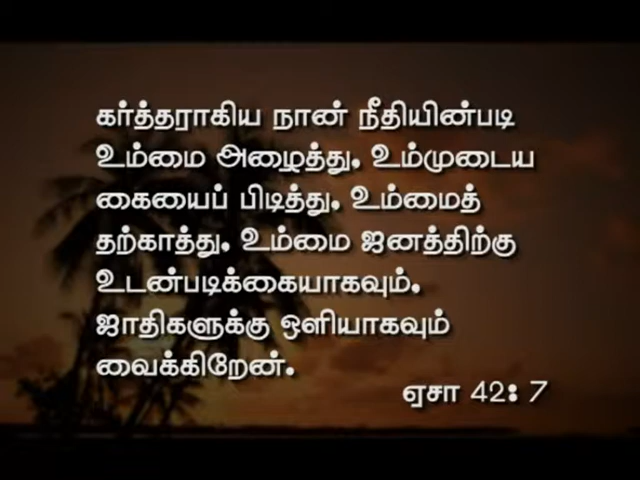 கர்த்தராகிய நான் நீதியின்படி
உம்மை அழைத்து, உம்முடைய
கையைப் பிடித்து, உம்மைத்
தற்காத்து, உம்மை ஜனத்திற்கு
உடன்படிக்கையாகவும்,
ஜாதிகளுக்கு ஒளியாகவும்
வைக்கிறேன்.
ஏசா 42: 7